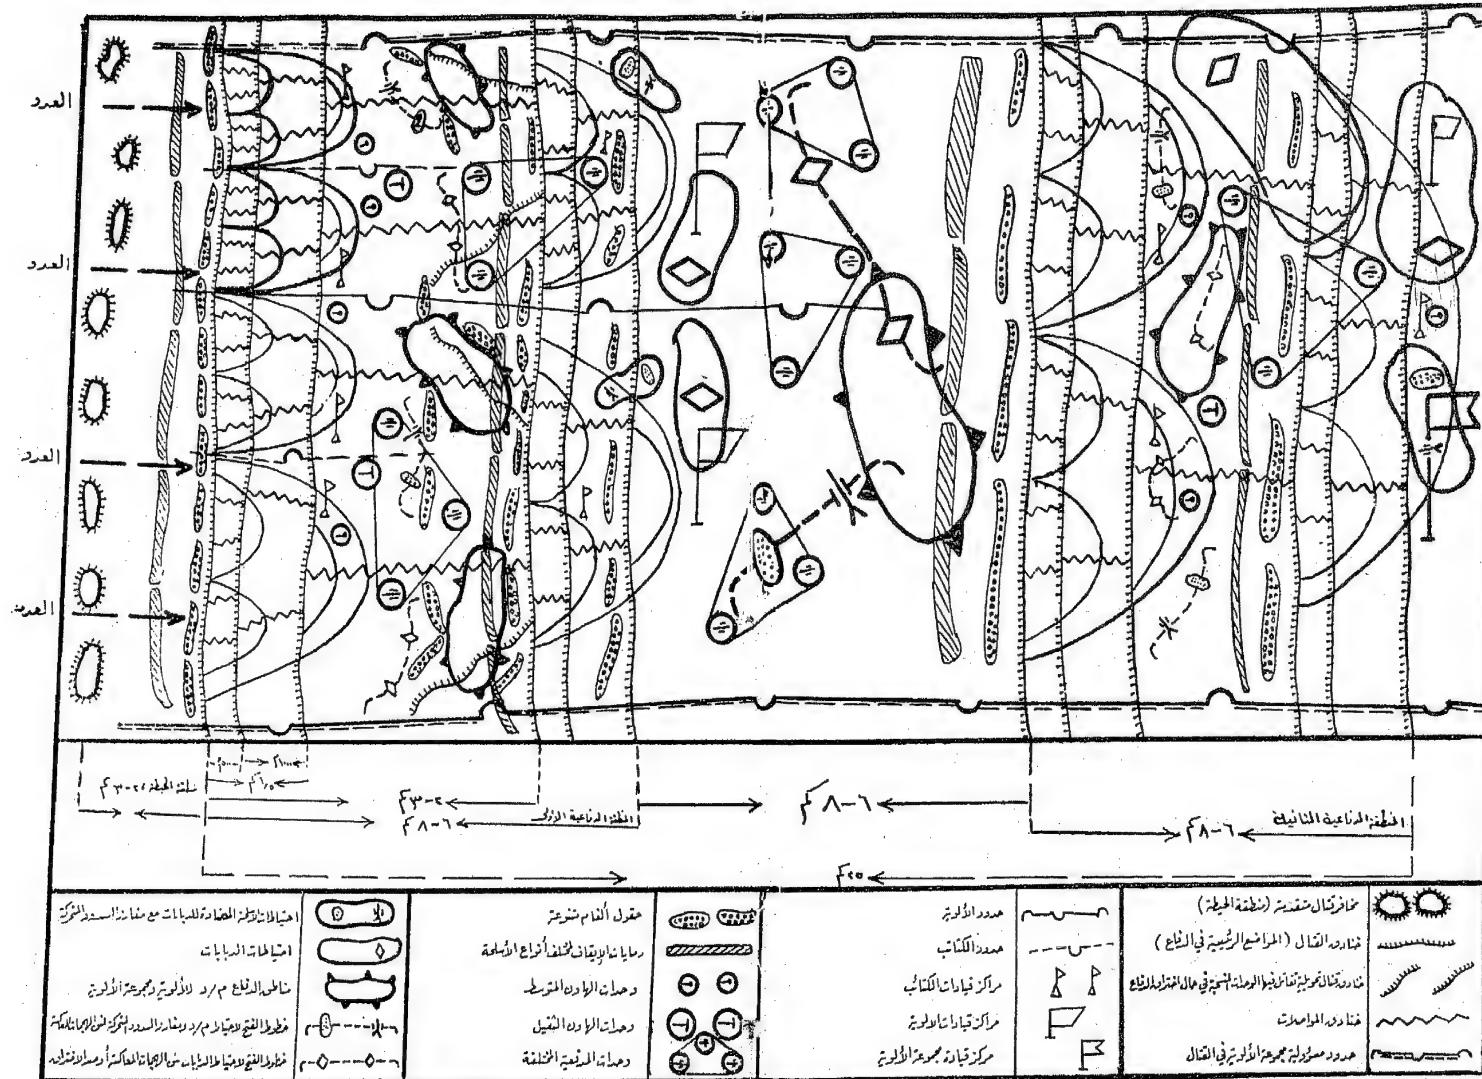 العدو
العدو
العدو
العدو
٢-٣ كم
المنطقة الدفاعية الأولى
٦-٨ كم
٦-٨ كم
المنطقة الدفاعية الثانية
٦-٨ كم
٢٥ كم
مخافر قتال متقدمة (منطقة الحيطة)
خنادق القتال (المواضع الرئيسية في الدفاع)
خنادق المواصلات
حدود مسؤولية مجموعة الألوية في القتال
حدود الألوية
حدود الكتائب
مراكز قيادات الكتائب
مراكز قيادات الالوية
مركز قيادة مجموعة الألوية
حقول ألغام متنوعة
رمايات الإيقاف لمختلف أنواع الأسلحة
وحدات الهاون المتوسط
وحدات الهاون الثقيل
وحدات المدفعية المختلفة
احتياطات الدبابات
مناطق الدفاع م/د للألوية ومجموعة الألوية